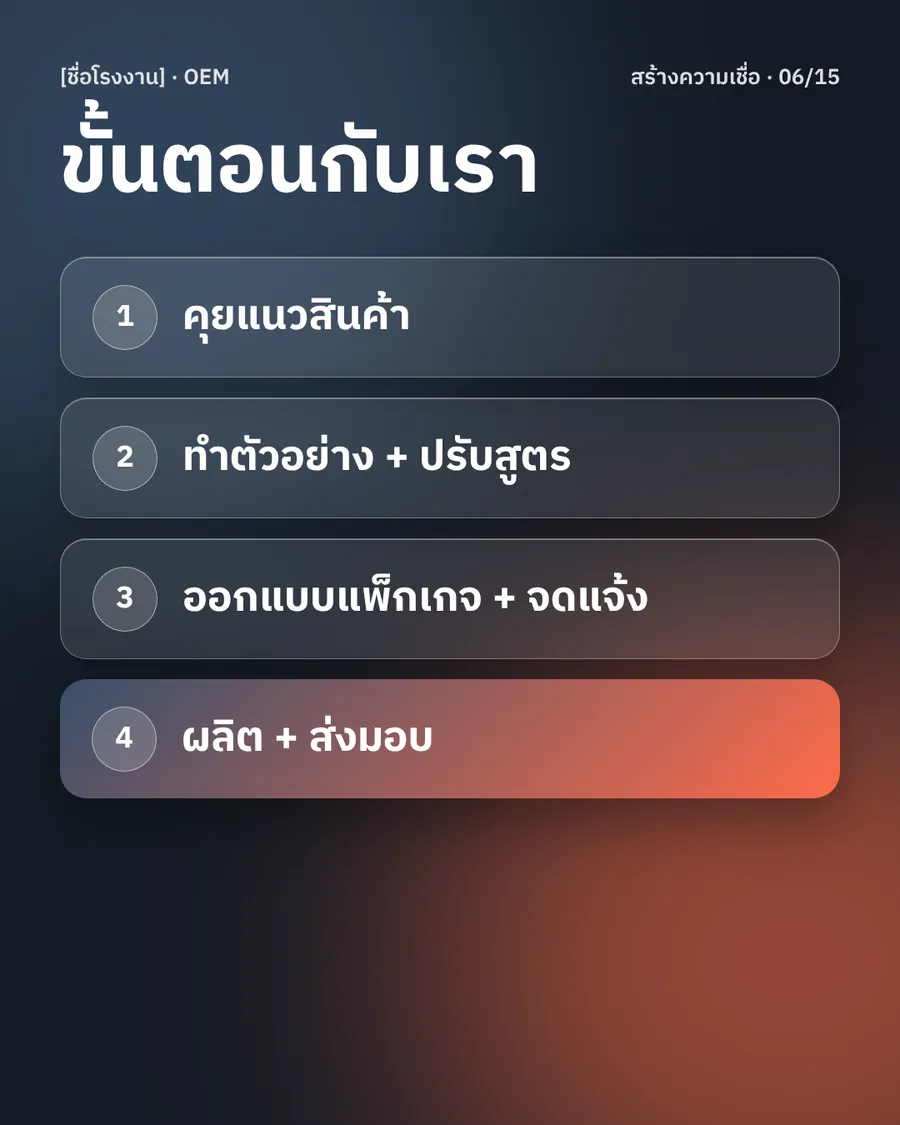 [ชื่อโรงงาน] · OEM
สร้างความเชื่อ · 06/15
ขั้นตอนกับเรา
1 คุยแนวสินค้า
2 ทำตัวอย่าง + ปรับสูตร
3 ออกแบบแพ็กเกจ + จดแจ้ง
4 ผลิต + ส่งมอบ